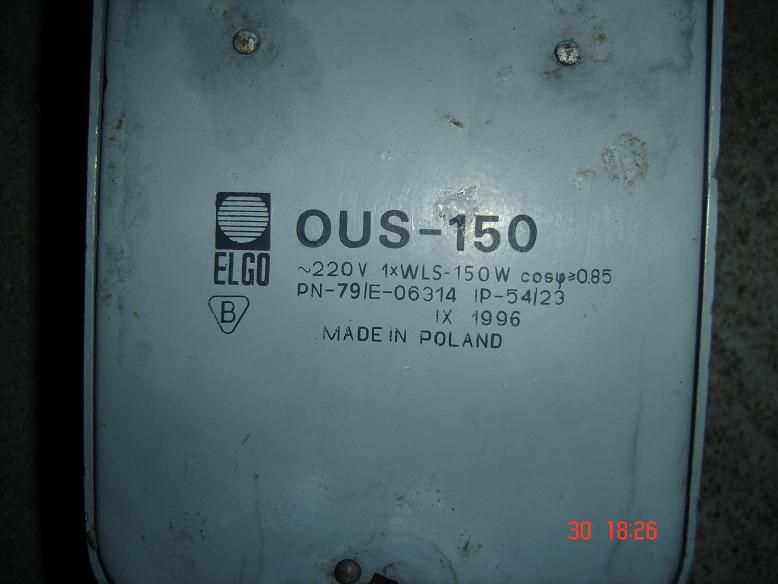 OUS-150
ELGO
~220V 1xWLS-150W cosφ≥0.85
PN-79/E-06314 IP-54/23
B
IX 1996
MADE IN POLAND
30 18:26